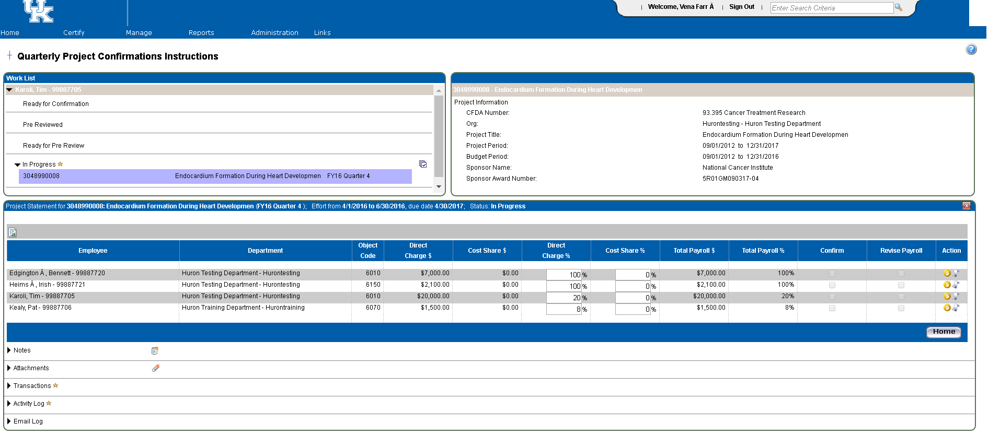 UK
| Welcome, Vena Farr Â | Sign Out | Enter Search Criteria
Home Certify Manage Reports Administration Links
Quarterly Project Confirmations Instructions
Work List
Karoli, Tim - 99887705
Ready for Confirmation
Pre Reviewed
Ready for Pre Review
In Progress
3048990008 Endocardium Formation During Heart Developmen FY16 Quarter 4
3048990008 - Endocardium Formation During Heart Developmen
Project Information
CFDA Number: 93.395 Cancer Treatment Research
Org: Hurontesting - Huron Testing Department
Project Title: Endocardium Formation During Heart Developmen
Project Period: 09/01/2012 to 12/31/2017
Budget Period: 09/01/2012 to 12/31/2016
Sponsor Name: National Cancer Institute
Sponsor Award Number: 5R01GM090317-04
Project Statement for 3048990008: Endocardium Formation During Heart Developmen (FY16 Quarter 4 ); Effort from 4/1/2016 to 6/30/2016, due date 4/30/2017; Status: In Progress
Employee Department Object Code Direct Charge $ Cost Share $ Direct Charge % Cost Share % Total Payroll $ Total Payroll % Confirm Revise Payroll Action
Edgington Â , Bennett - 99887720 Huron Testing Department - Hurontesting 6010 $7,000.00 $0.00 100 % 0 % $7,000.00 100%
Heims Â , Irish - 99887721 Huron Testing Department - Hurontesting 6150 $2,100.00 $0.00 100 % 0 % $2,100.00 100%
Karoli, Tim - 99887705 Huron Testing Department - Hurontesting 6010 $20,000.00 $0.00 20 % 0 % $20,000.00 20%
Kealy, Pat - 99887706 Huron Training Department - Hurontraining 6070 $1,500.00 $0.00 8 % 0 % $1,500.00 8%
Home
Notes
Attachments
Transactions
Activity Log
Email Log